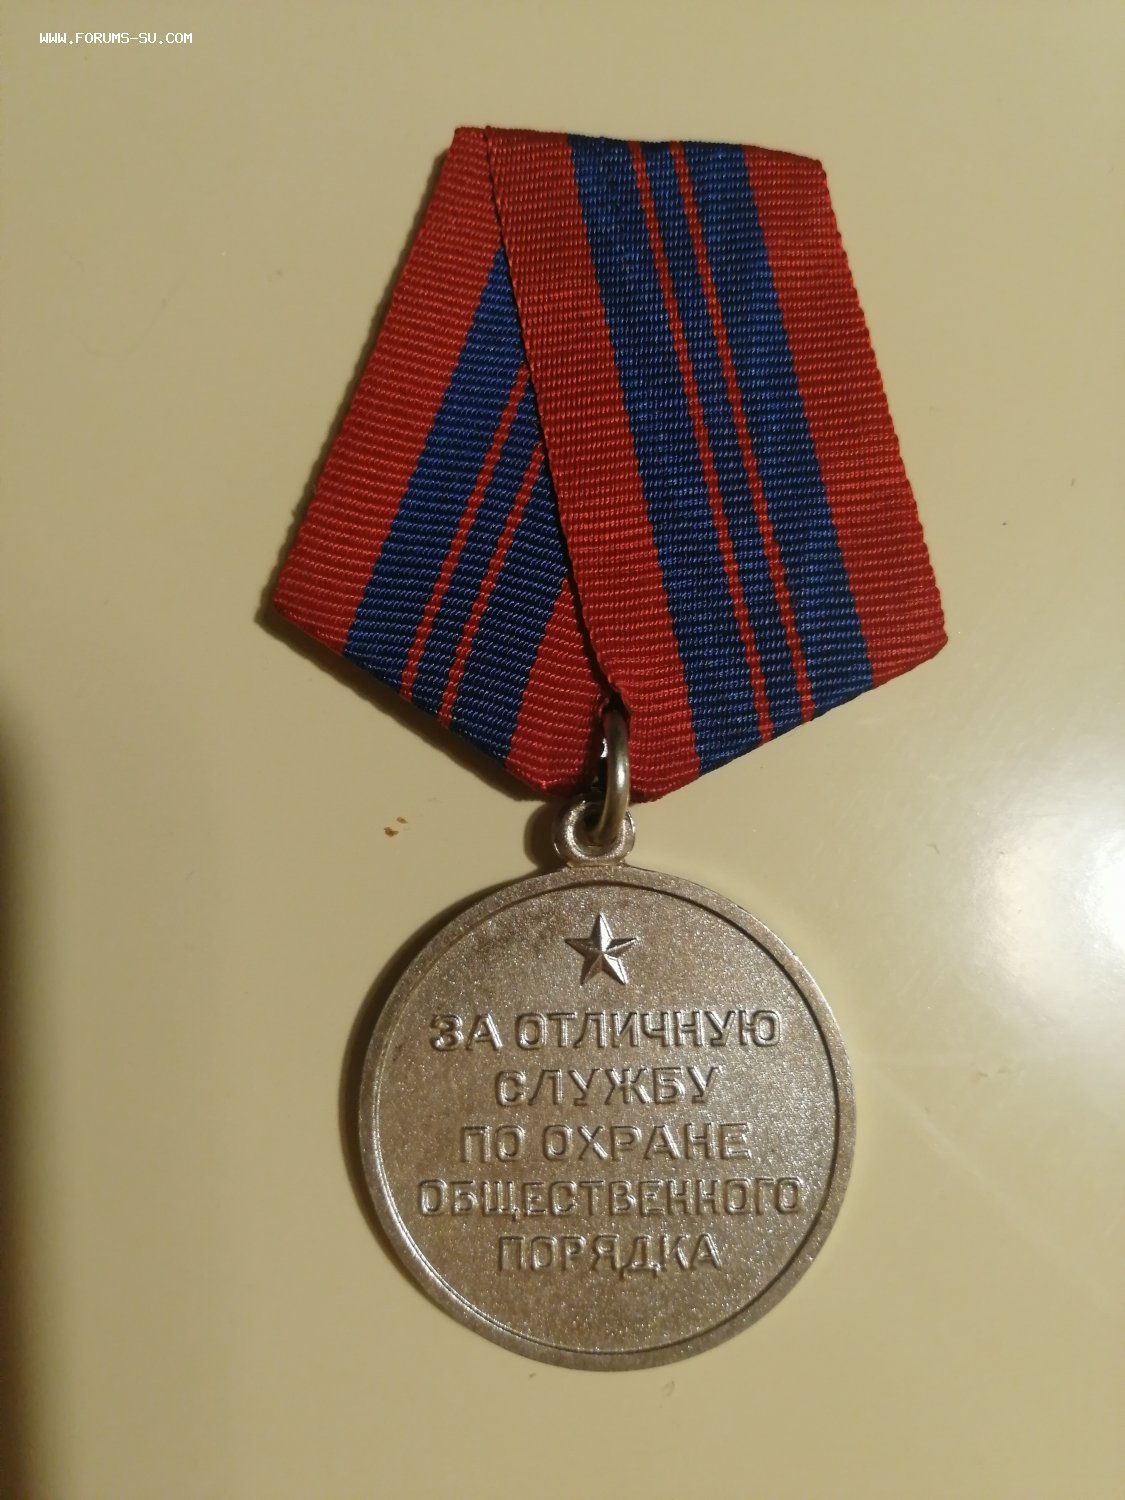 WWW.FORUMS-SU.COM
ЗА ОТЛИЧНУЮ
СЛУЖБУ
ПО ОХРАНЕ
ОБЩЕСТВЕННОГО
ПОРЯДКА